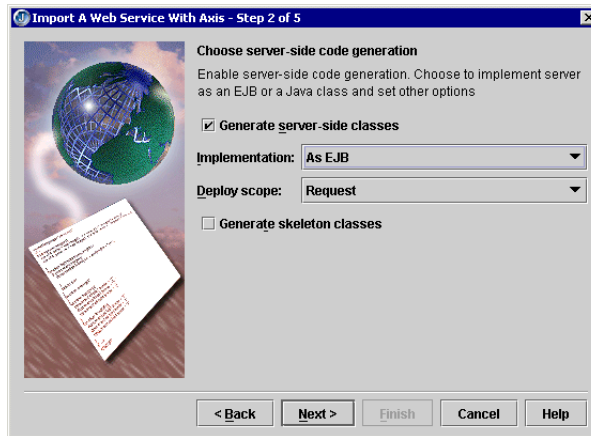 Import A Web Service With Axis - Step 2 of 5
Choose server-side code generation
Enable server-side code generation. Choose to implement server
as an EJB or a Java class and set other options
Generate server-side classes
Implementation: As EJB
Deploy scope: Request
Generate skeleton classes
< Back Next > Finish Cancel Help